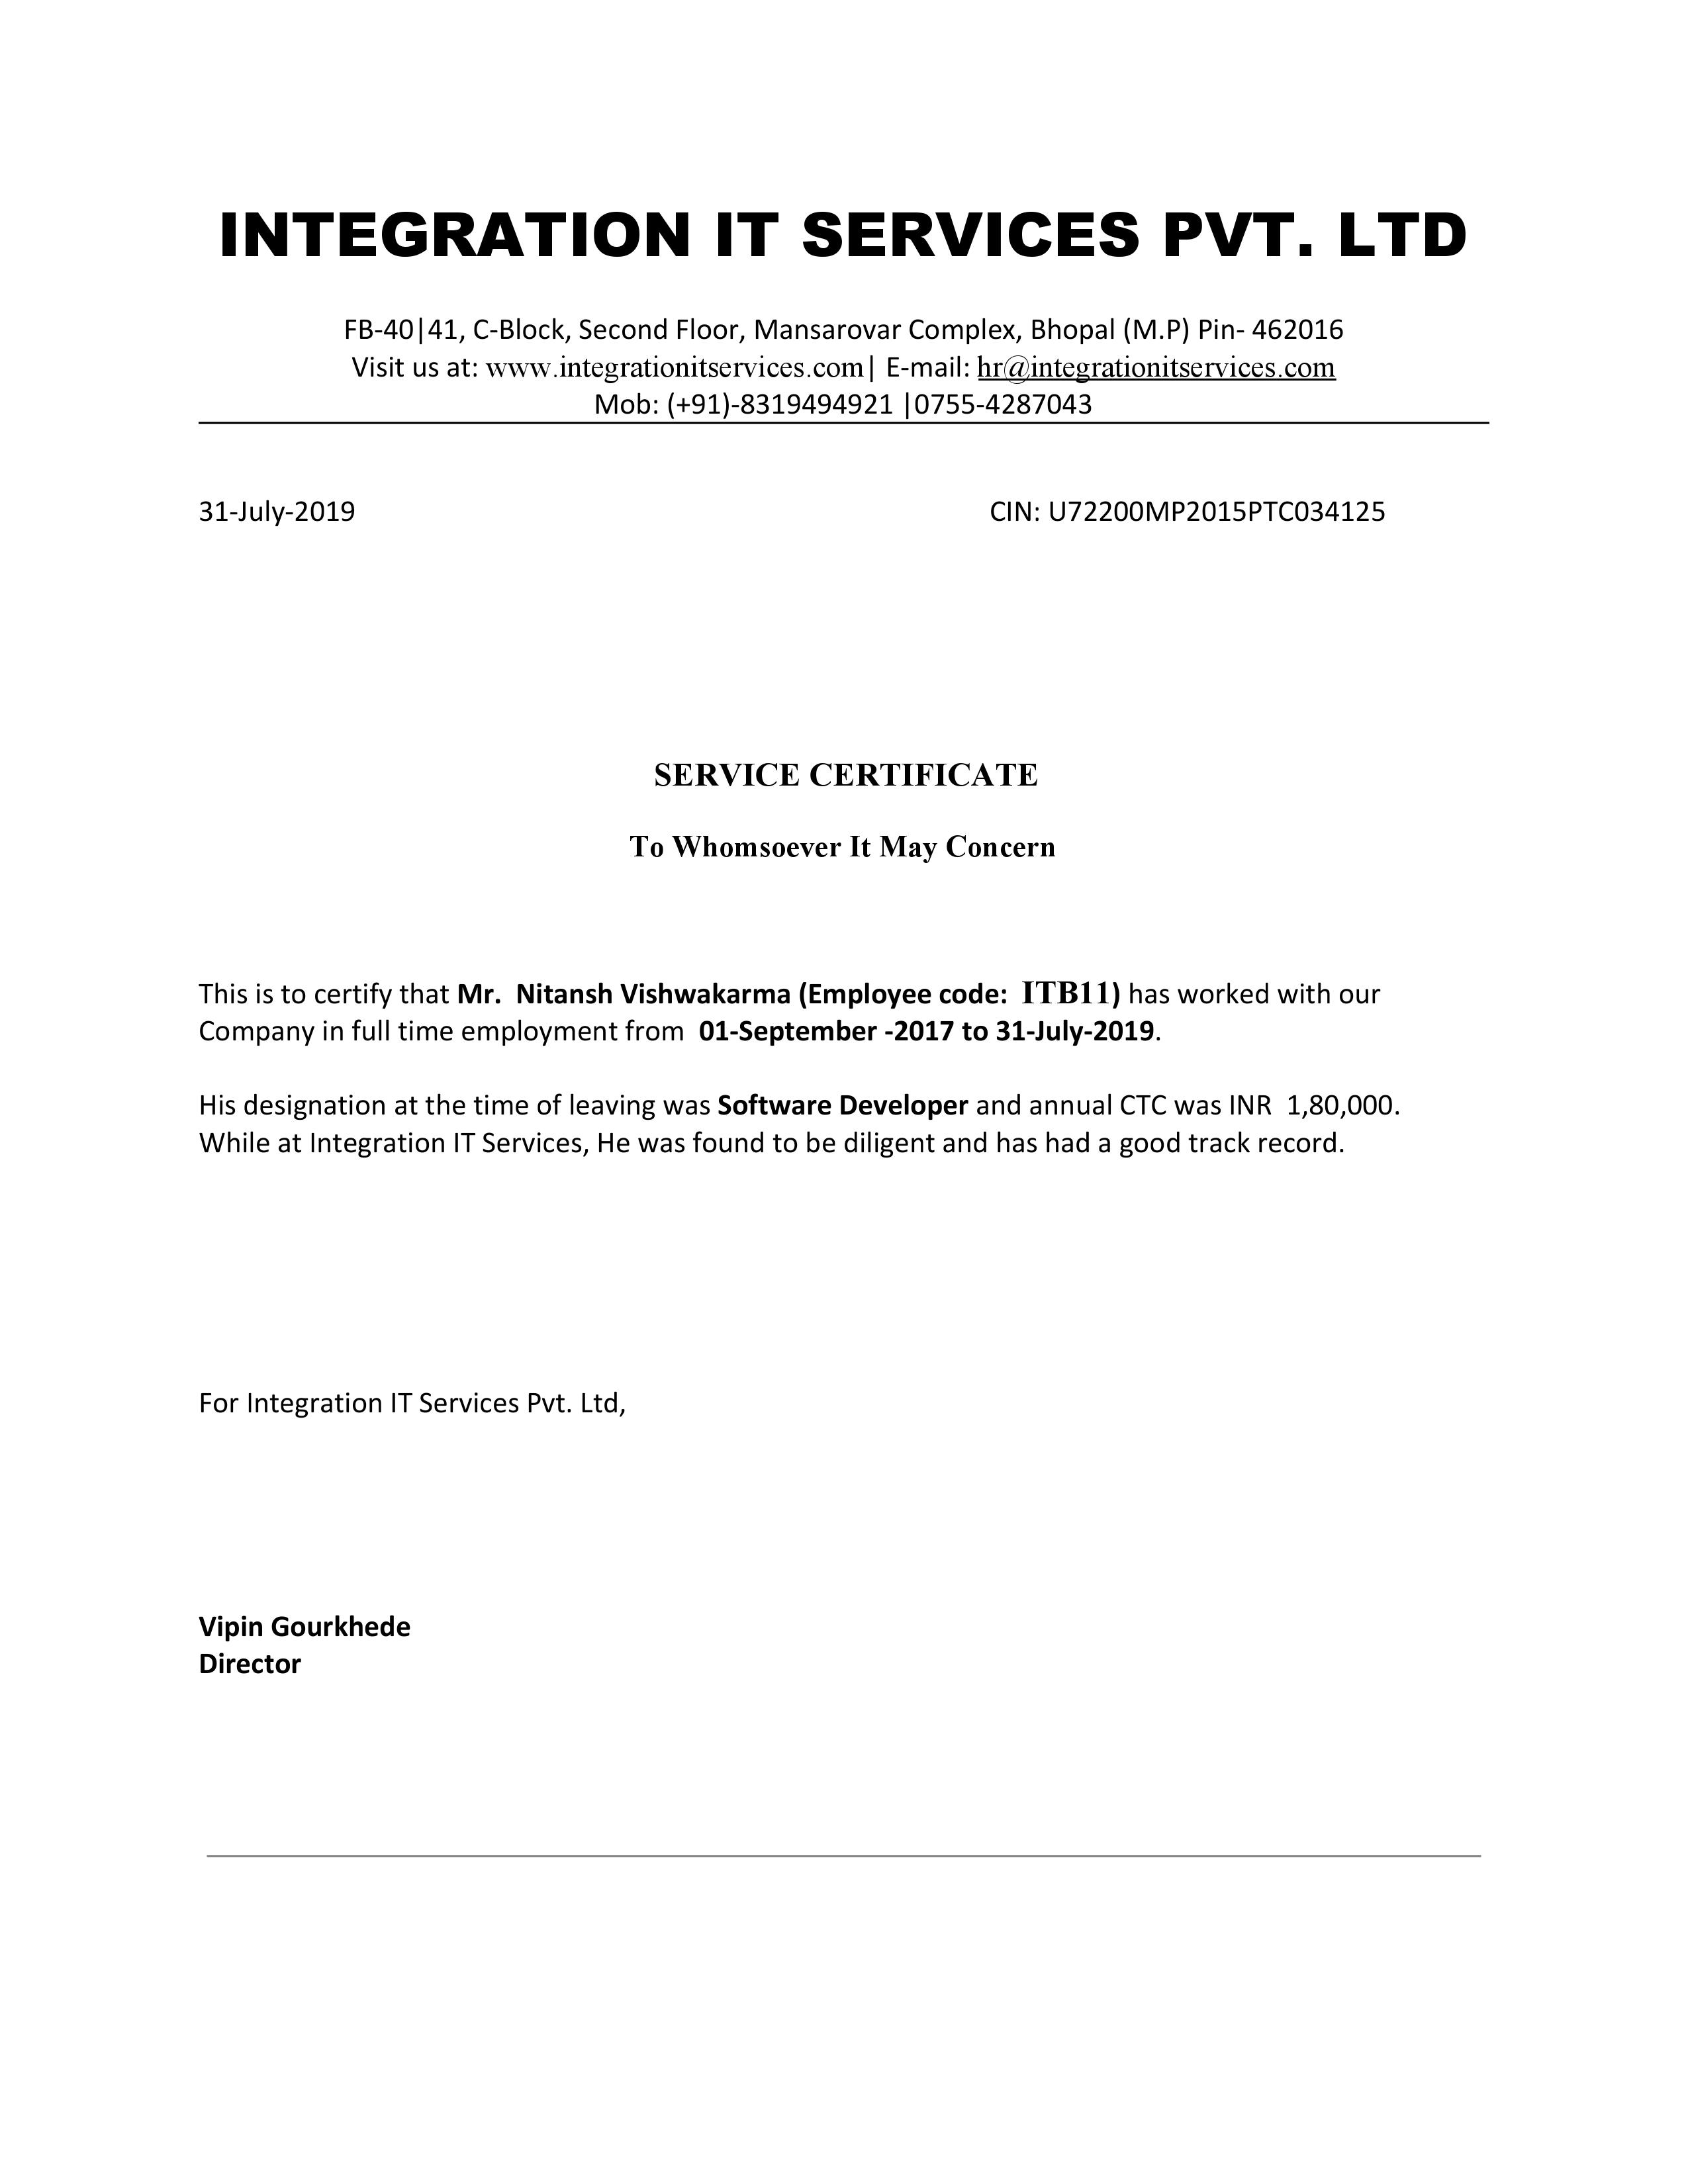 INTEGRATION IT SERVICES PVT. LTD
FB-40|41, C-Block, Second Floor, Mansarovar Complex, Bhopal (M.P) Pin- 462016
Visit us at: www.integrationitservices.com| E-mail: hr@integrationitservices.com
Mob: (+91)-8319494921 |0755-4287043
31-July-2019 CIN: U72200MP2015PTC034125
SERVICE CERTIFICATE
To Whomsoever It May Concern
This is to certify that Mr. Nitansh Vishwakarma (Employee code: ITB11) has worked with our
Company in full time employment from 01-September -2017 to 31-July-2019.
His designation at the time of leaving was Software Developer and annual CTC was INR 1,80,000.
While at Integration IT Services, He was found to be diligent and has had a good track record.
For Integration IT Services Pvt. Ltd,
Vipin Gourkhede
Director